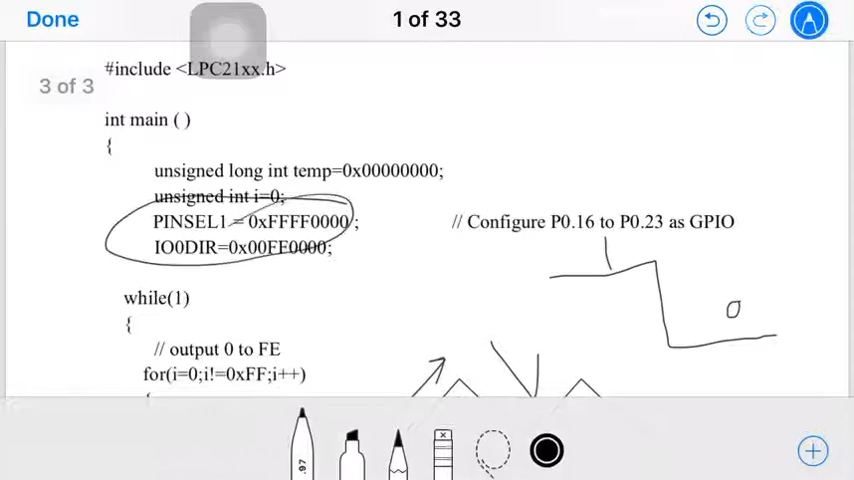 Done
1 of 33
#include <LPC21xx.h>
3 of 3
int main ( )
{
unsigned long int temp=0x00000000;
unsigned int i=0;
PINSEL1 = 0xFFFF0000 ; // Configure P0.16 to P0.23 as GPIO
IO0DIR=0x00FF0000;
0
while(1)
{
// output 0 to FE
for(i=0;i!=0xFF;i++)
.97